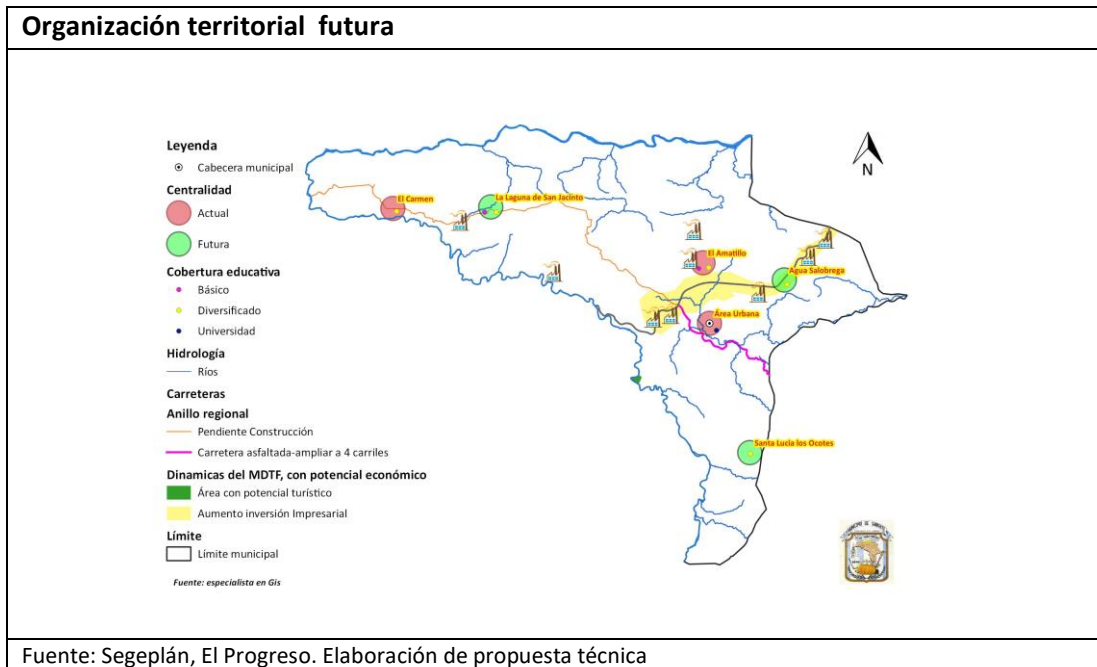 Organización territorial futura
Leyenda
Cabecera municipal
Centralidad
Actual
Futura
Cobertura educativa
Básico
Diversificado
Universidad
Hidrología
Ríos
Carreteras
Anillo regional
Pendiente Construcción
Carretera asfaltada-ampliar a 4 carriles
Dinamicas del MDTF, con potencial económico
Área con potencial turístico
Aumento inversión Impresarial
Límite
Límite municipal
Fuente: especialista en Gis
N
El Carmen
La Laguna de San Jacinto
El Amatillo
Agua Salobrega
Área Urbana
Santa Lucia los Ocotes
Fuente: Segeplán, El Progreso. Elaboración de propuesta técnica